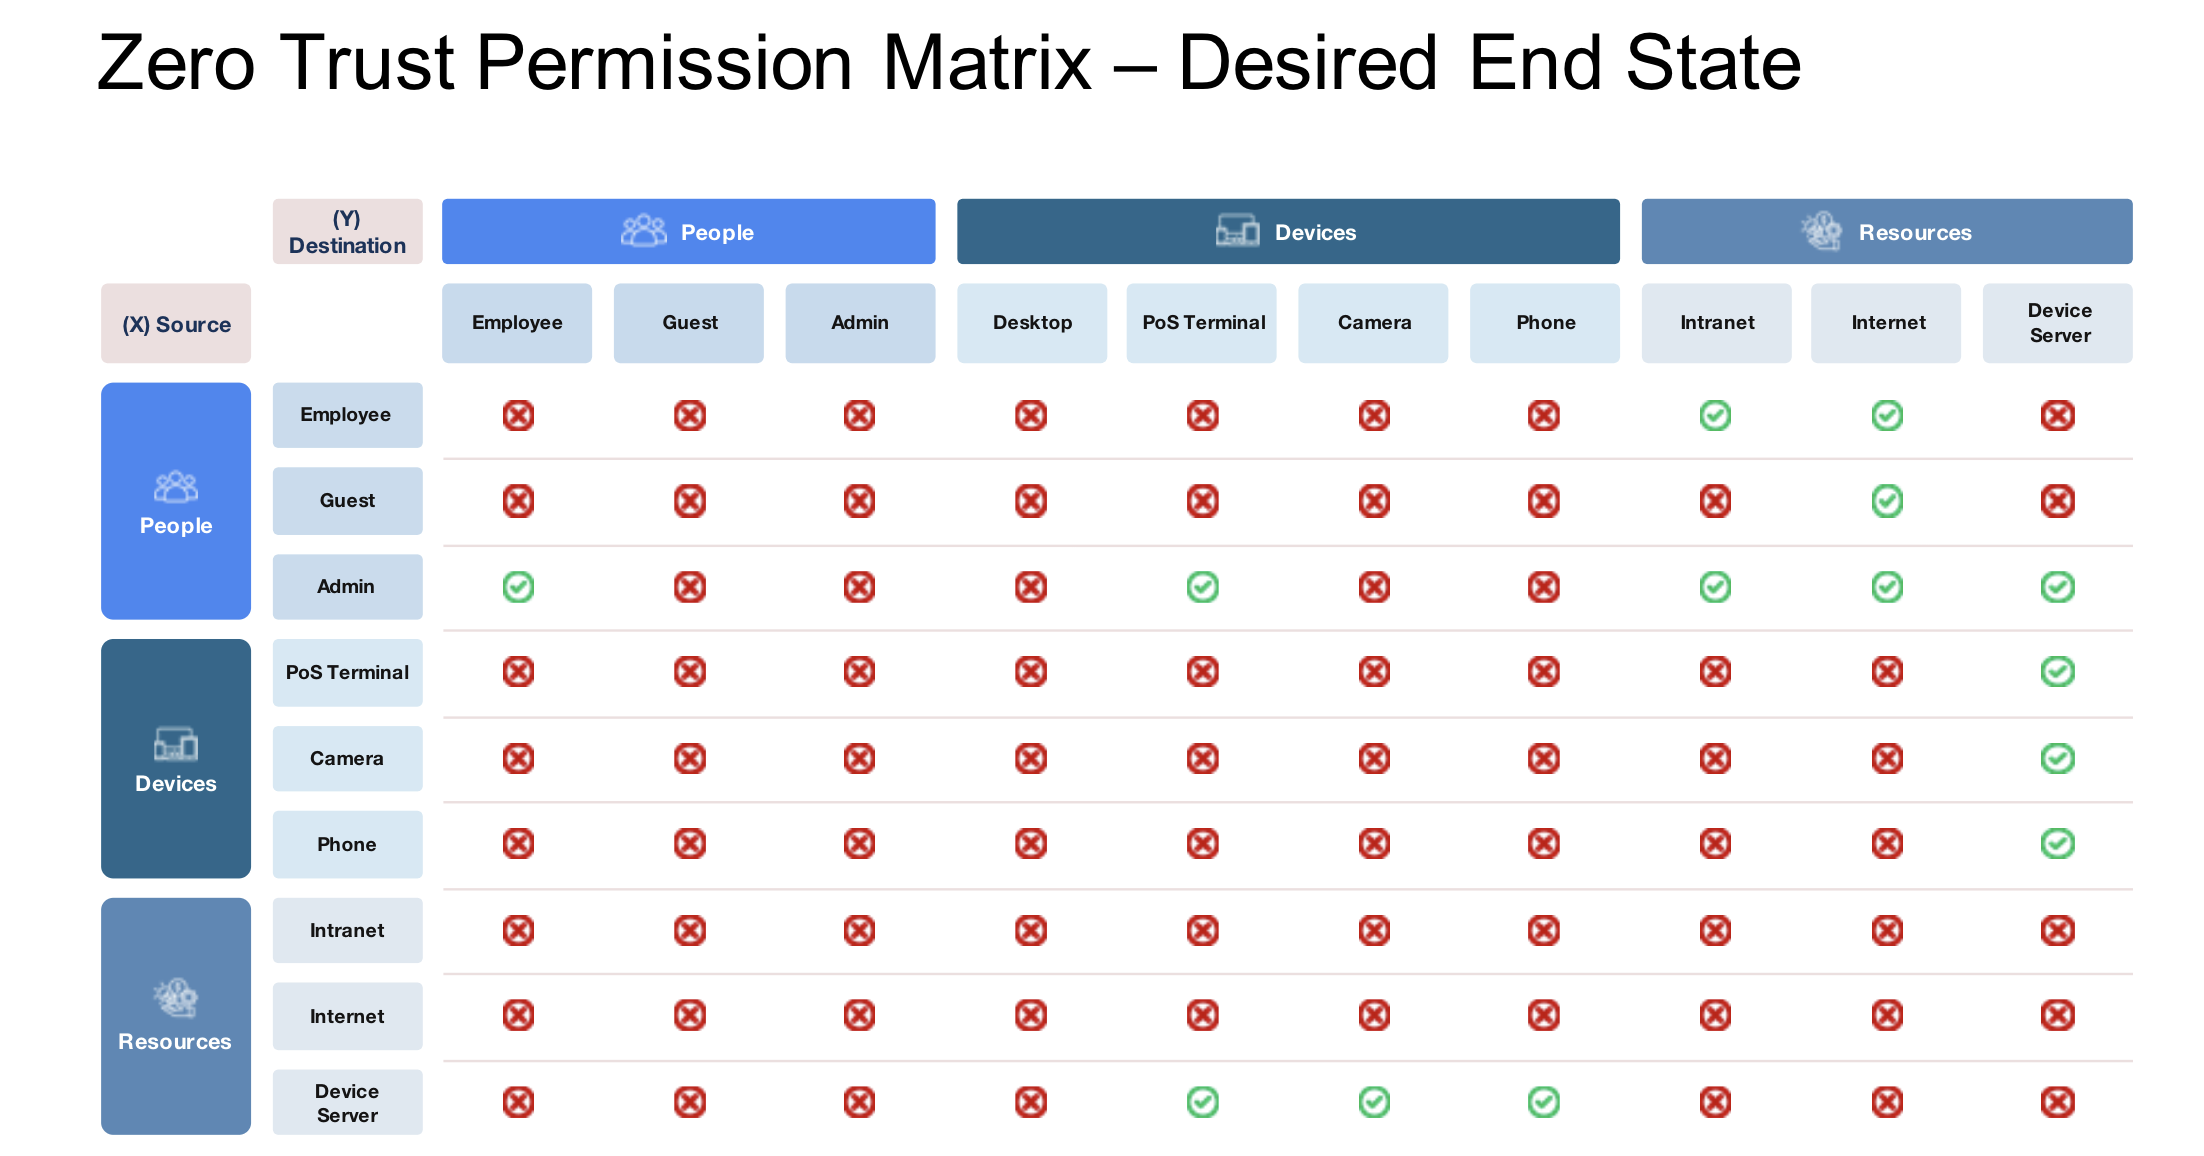 Zero Trust Permission Matrix – Desired End State
(Y)
Destination
People
Devices
Resources
(X) Source
Employee
Guest
Admin
Desktop
PoS Terminal
Camera
Phone
Intranet
Internet
Device
Server
People
Employee
Guest
Admin
Devices
PoS Terminal
Camera
Phone
Resources
Intranet
Internet
Device
Server